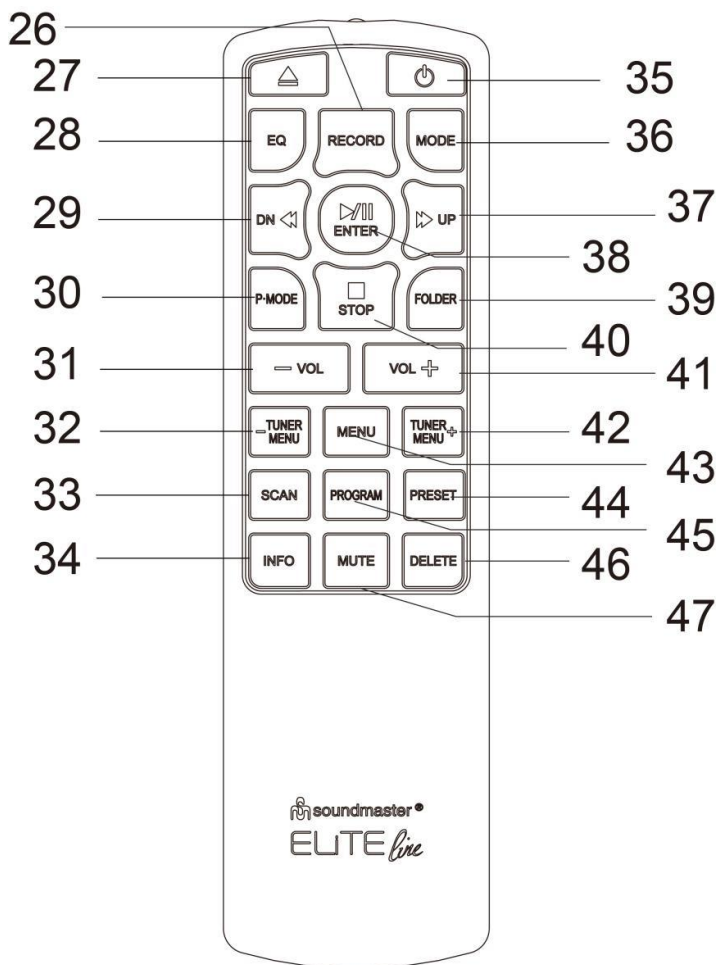 26
27 35
28 EQ RECORD MODE 36
29 DN ENTER UP 37
38
30 P·MODE STOP FOLDER 39
40
31 — VOL VOL + 41
32 – TUNER MENU MENU TUNER MENU + 42
43
33 SCAN PROGRAM PRESET 44
45
34 INFO MUTE DELETE 46
47
soundmaster®
ELiTE line